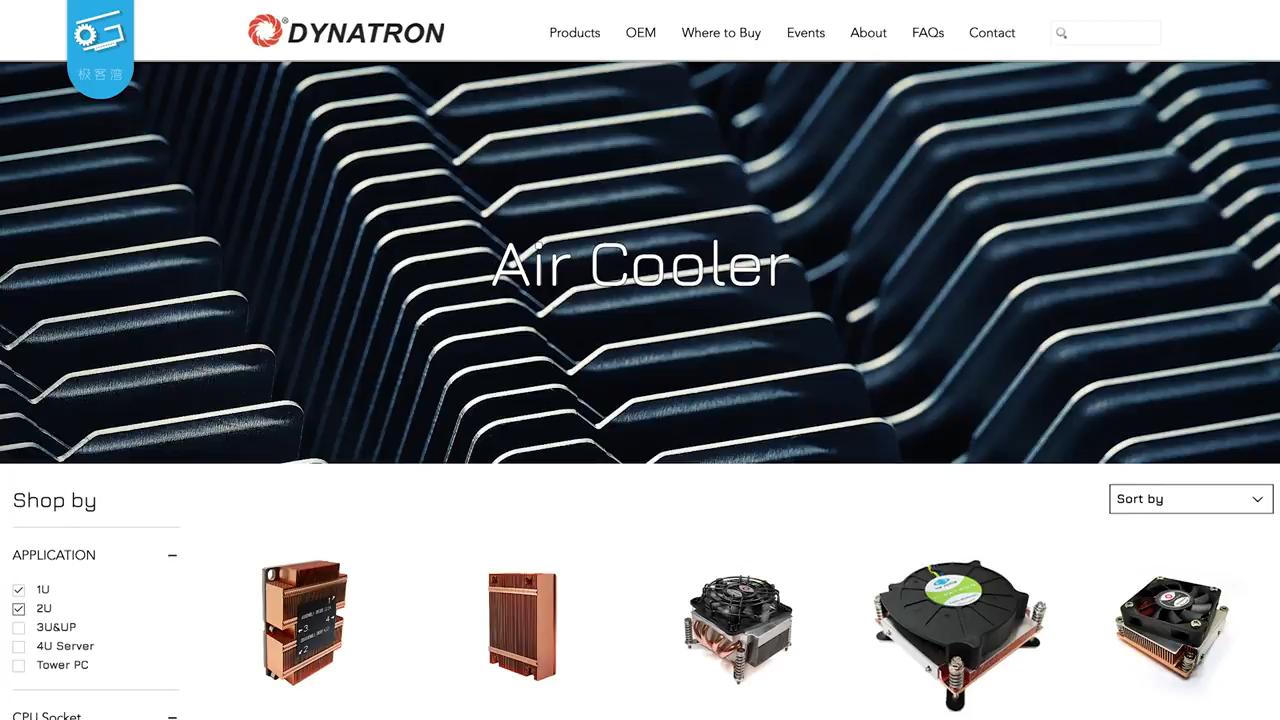 极客湾
DYNATRON
Products
OEM
Where to Buy
Events
About
FAQs
Contact
Air Cooler
Shop by
Sort by
APPLICATION
1U
2U
3U&UP
4U Server
Tower PC
CPU Socket